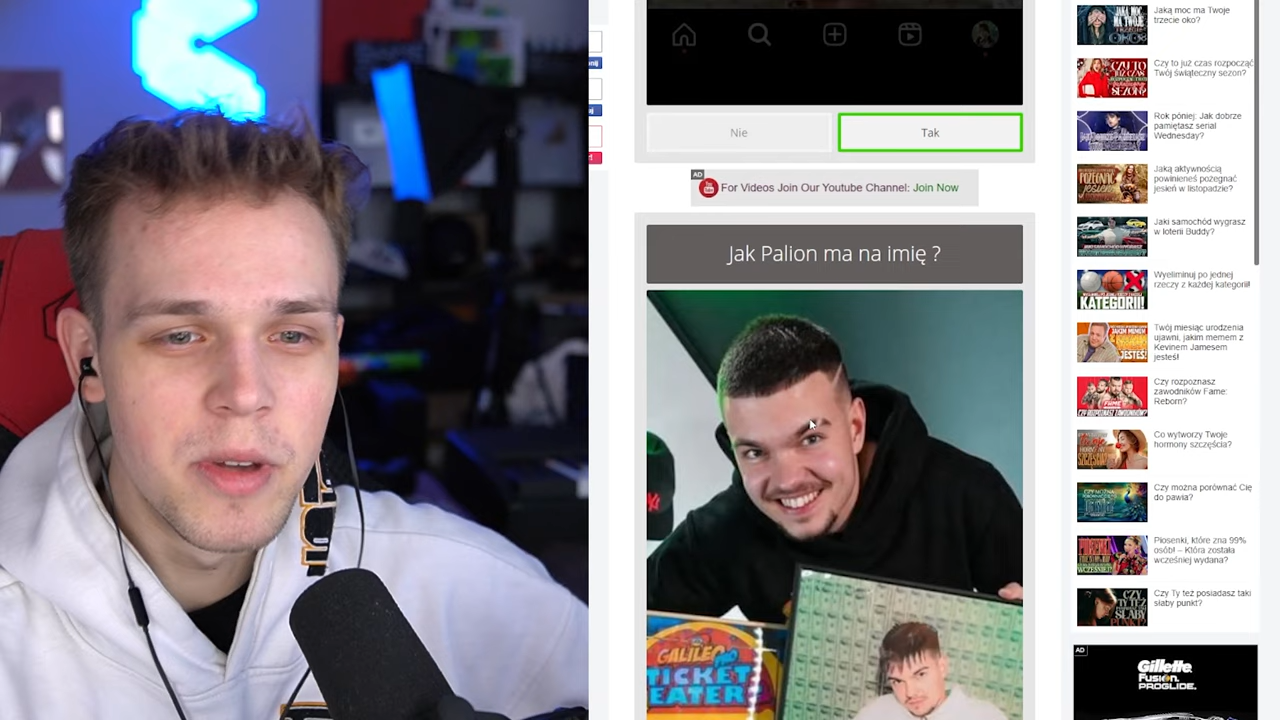 Nie
Tak
AD
For Videos Join Our Youtube Channel: Join Now
Jak Palion ma na imię ?
GALILEO
TICKET
EATER
Jaką moc ma Twoje
trzecie oko?
Czy to już czas rozpocząć
Twój świąteczny sezon?
Rok później: Jak dobrze
pamiętasz serial
Wednesday?
Jaką aktywnością
powinieneś pożegnać
jesień w listopadzie?
Jaki samochód wygrasz
w loterii Buddy?
Wyeliminuj po jednej
rzeczy z każdej kategorii!
KATEGORII!
Twój miesiąc urodzenia
ujawni, jakim memem z
Kevinem Jamesem
jesteś!
JESTEŚ!
Czy rozpoznasz
zawodników Fame:
Reborn?
Co wytworzy Twoje
hormony szczęścia?
Czy można porównać Cię
do pawia?
Piosenki, które zna 99%
osób! – Która została
wcześniej wydana?
Czy Ty też posiadasz taki
słaby punkt?
AD
Gillette
Fusion.
PROGLIDE.